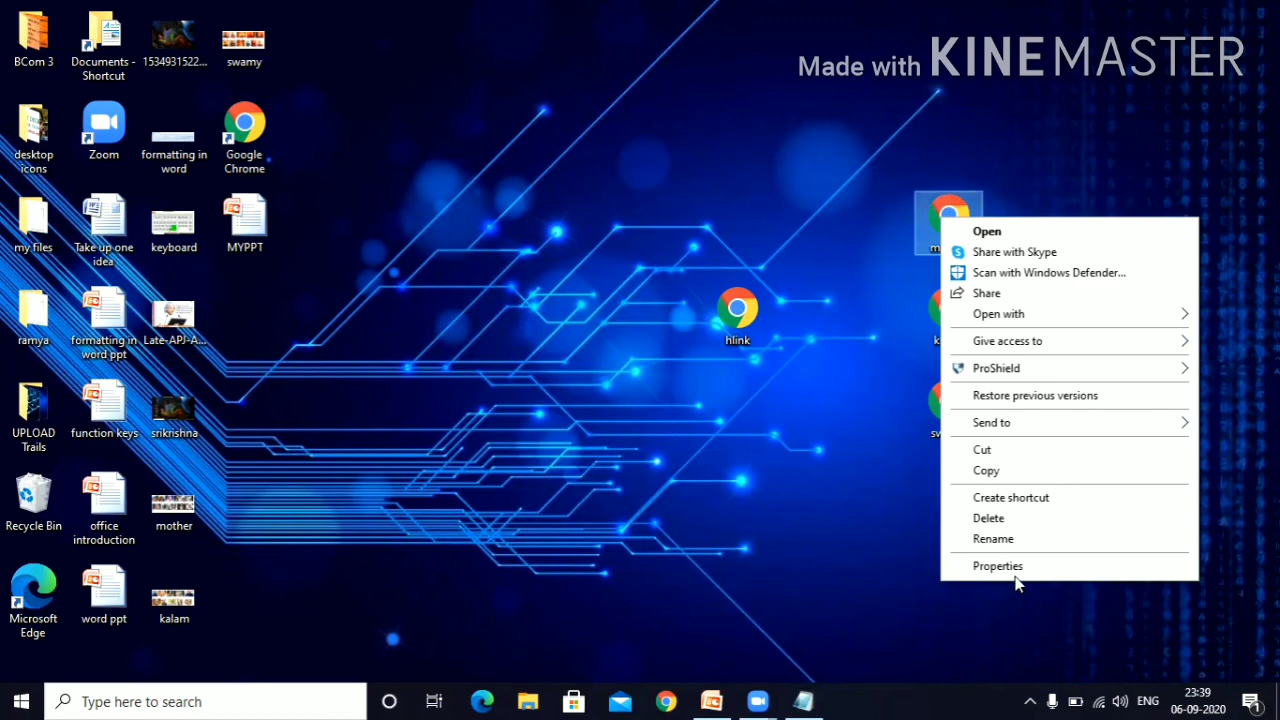 Made with KINEMASTER
BCom 3
Documents -
Shortcut
1534931522...
swamy
desktop
icons
Zoom
formatting in
word
Google
Chrome
my files
Take up one
idea
keyboard
MYPPT
ramya
formatting in
word ppt
Late-APJ-A...
UPLOAD
Trails
function keys
srikrishna
Recycle Bin
office
introduction
mother
Microsoft
Edge
word ppt
kalam
hlink
Open
Share with Skype
Scan with Windows Defender...
Share
Open with
Give access to
ProShield
Restore previous versions
Send to
Cut
Copy
Create shortcut
Delete
Rename
Properties
Type here to search
ENG
23:39
06-09-2020
1